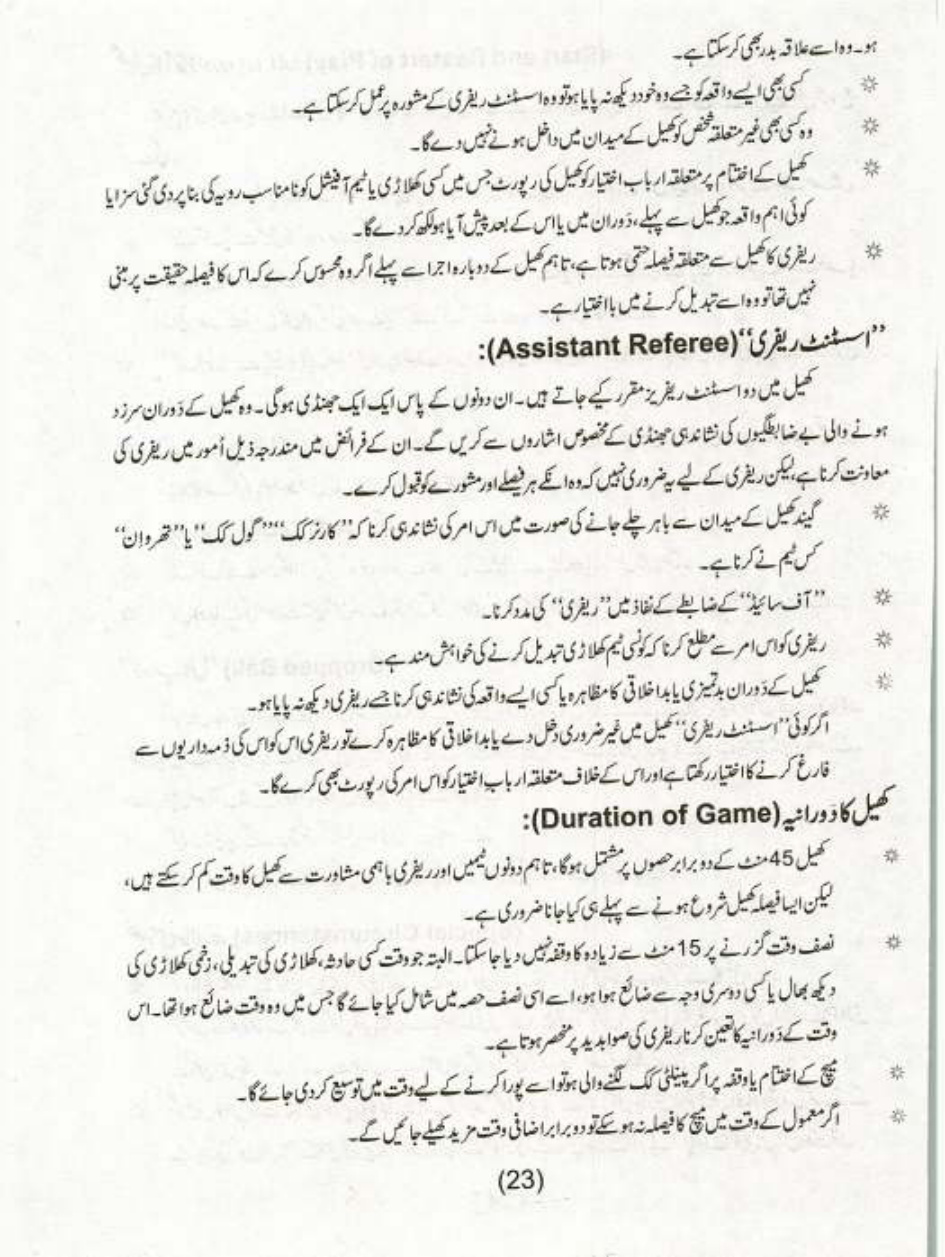 ہو۔ وہ اسے علاقہ بدر بھی کر سکتا ہے۔
☼ کسی بھی ایسے واقعہ کو جسے وہ خود دیکھ نہ پایا ہو تو وہ اسسٹنٹ ریفری کے مشورہ پر عمل کر سکتا ہے۔
☼ وہ کسی بھی غیر متعلقہ شخص کو کھیل کے میدان میں داخل ہونے نہیں دے گا۔
☼ کھیل کے اختتام پر متعلقہ ارباب اختیار کو کھیل کی رپورٹ جس میں کسی کھلاڑی یا ٹیم آفیشل کو نامناسب رویہ کی بنا پر دی گئی سزا یا
کوئی اہم واقعہ جو کھیل سے پہلے، دَوران میں یا اس کے بعد پیش آیا ہو لکھ کر دے گا۔
☼ ریفری کا کھیل سے متعلقہ فیصلہ حتمی ہوتا ہے، تاہم کھیل کے دوبارہ اجرا سے پہلے اگر وہ محسوس کرے کہ اس کا فیصلہ حقیقت پر مبنی
نہیں تھا تو وہ اسے تبدیل کرنے میں با اختیار ہے۔
”اسسٹنٹ ریفری“ (Assistant Referee):
کھیل میں دو اسسٹنٹ ریفریز مقرر کیے جاتے ہیں۔ ان دونوں کے پاس ایک ایک جھنڈی ہوگی۔ وہ کھیل کے دَوران سرزد
ہونے والی بے ضابطگیوں کی نشاندہی جھنڈی کے مخصوص اشاروں سے کریں گے۔ ان کے فرائض میں مندرجہ ذیل اُمور میں ریفری کی
معاونت کرنا ہے، لیکن ریفری کے لیے یہ ضروری نہیں کہ وہ انکے ہر فیصلے اور مشورے کو قبول کرے۔
☼ گیند کھیل کے میدان سے باہر چلے جانے کی صورت میں اس امر کی نشاندہی کرنا کہ ”کارنر کک“ ”گول کک“ یا ”تھرو اِن“
کس ٹیم نے کرنا ہے۔
☼ ”آف سائیڈ“ کے ضابطے کے نفاذ میں ”ریفری“ کی مدد کرنا۔
☼ ریفری کو اس امر سے مطلع کرنا کہ کونسی ٹیم کھلاڑی تبدیل کرنے کی خواہش مند ہے۔
☼ کھیل کے دَوران بدتمیزی یا بداخلاقی کا مظاہرہ یا کسی ایسے واقعہ کی نشاندہی کرنا جسے ریفری دیکھ نہ پایا ہو۔
اگر کوئی ”اسسٹنٹ ریفری“ کھیل میں غیر ضروری دخل دے یا بداخلاقی کا مظاہرہ کرے تو ریفری اس کو اس کی ذمہ داریوں سے
فارغ کرنے کا اختیار رکھتا ہے اور اس کے خلاف متعلقہ ارباب اختیار کو اس امر کی رپورٹ بھی کرے گا۔
کھیل کا دَورانیہ (Duration of Game):
☼ کھیل 45 منٹ کے دو برابر حصوں پر مشتمل ہوگا، تاہم دونوں ٹیمیں اور ریفری باہمی مشاورت سے کھیل کا وقت کم کر سکتے ہیں،
لیکن ایسا فیصلہ کھیل شروع ہونے سے پہلے ہی کیا جانا ضروری ہے۔
☼ نصف وقت گزرنے پر 15 منٹ سے زیادہ کا وقفہ نہیں دیا جا سکتا۔ البتہ جو وقت کسی حادثہ، کھلاڑی کی تبدیلی، زخمی کھلاڑی کی
دیکھ بھال یا کسی دوسری وجہ سے ضائع ہوا ہو، اسے اسی نصف حصہ میں شامل کیا جائے گا جس میں وہ وقت ضائع ہوا تھا۔ اس
وقت کے دَورانیہ کا تعین کرنا ریفری کی صوابدید پر منحصر ہوتا ہے۔
☼ میچ کے اختتام یا وقفہ پر اگر پینلٹی کک لگنے والی ہو تو اسے پورا کرنے کے لیے وقت میں توسیع کردی جائے گا۔
☼ اگر معمول کے وقت میں میچ کا فیصلہ نہ ہو سکے تو دو برابر اضافی وقت مزید کھیلے جائیں گے۔
(23)